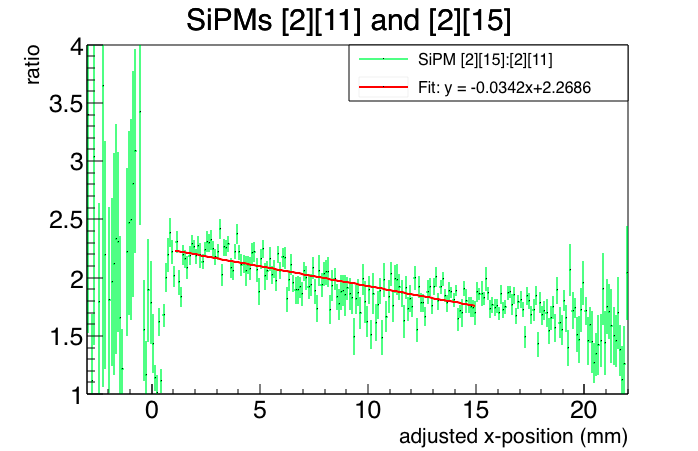 SiPMs [2][11] and [2][15]
ratio
4
3.5
3
2.5
2
1.5
1
SiPM [2][15]:[2][11]
Fit: y = -0.0342x+2.2686
0 5 10 15 20
adjusted x-position (mm)